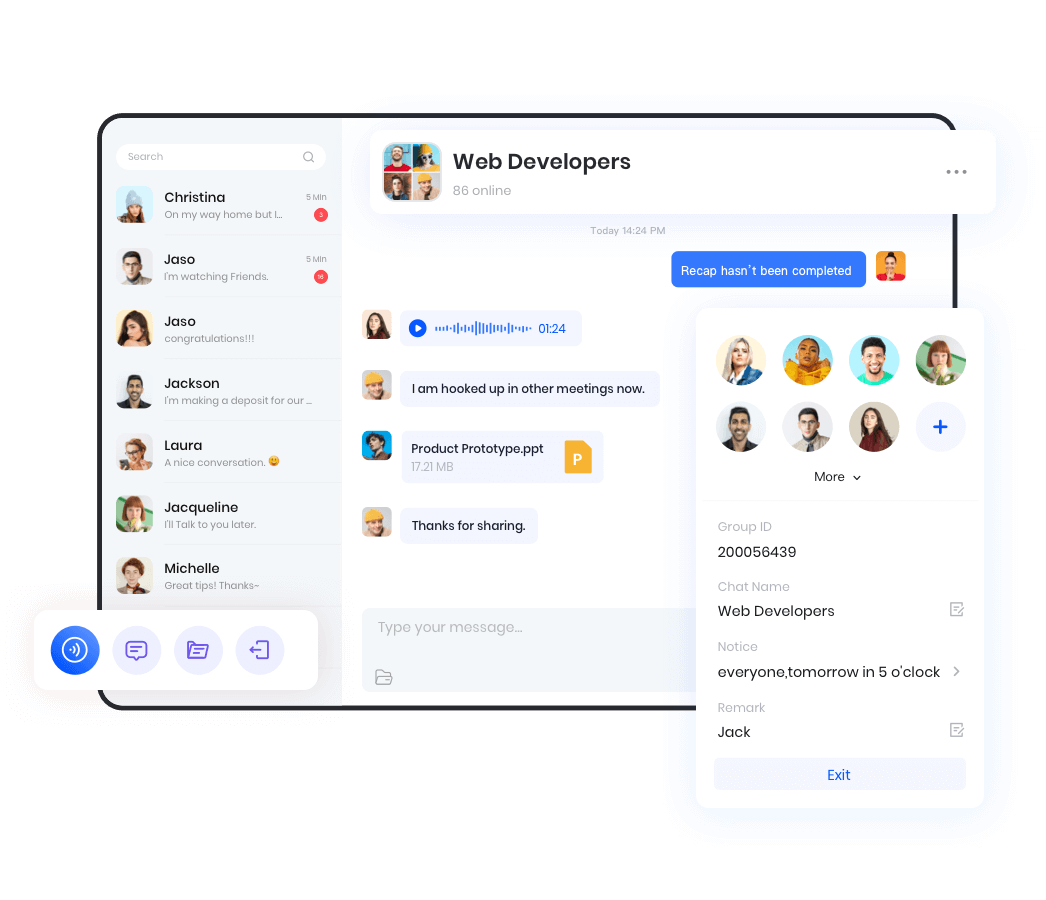 Search
Christina
5 Min
On my way home but I...
3
Jaso
5 Min
I'm watching Friends.
16
Jaso
congratulations!!!
Jackson
I'm making a deposit for our ...
Laura
A nice conversation. 😀
Jacqueline
I'll Talk to you later.
Michelle
Great tips! Thanks~
Web Developers
86 online
Today 14:24 PM
Recap hasn't been completed
01:24
I am hooked up in other meetings now.
Product Prototype.ppt
17.21 MB
P
Thanks for sharing.
Type your message...
More
Group ID
200056439
Chat Name
Web Developers
Notice
everyone,tomorrow in 5 o'clock
Remark
Jack
Exit